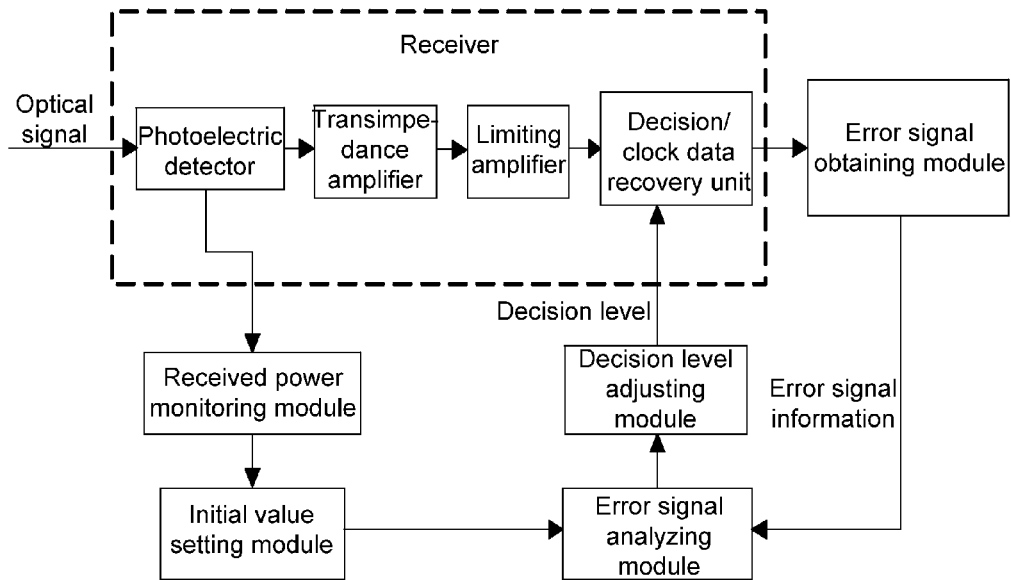 Receiver
Optical
signal
Photoelectric
detector
Transimpe-
dance
amplifier
Limiting
amplifier
Decision/
clock data
recovery unit
Error signal
obtaining module
Decision level
Received power
monitoring module
Decision level
adjusting
module
Error signal
information
Initial value
setting module
Error signal
analyzing
module